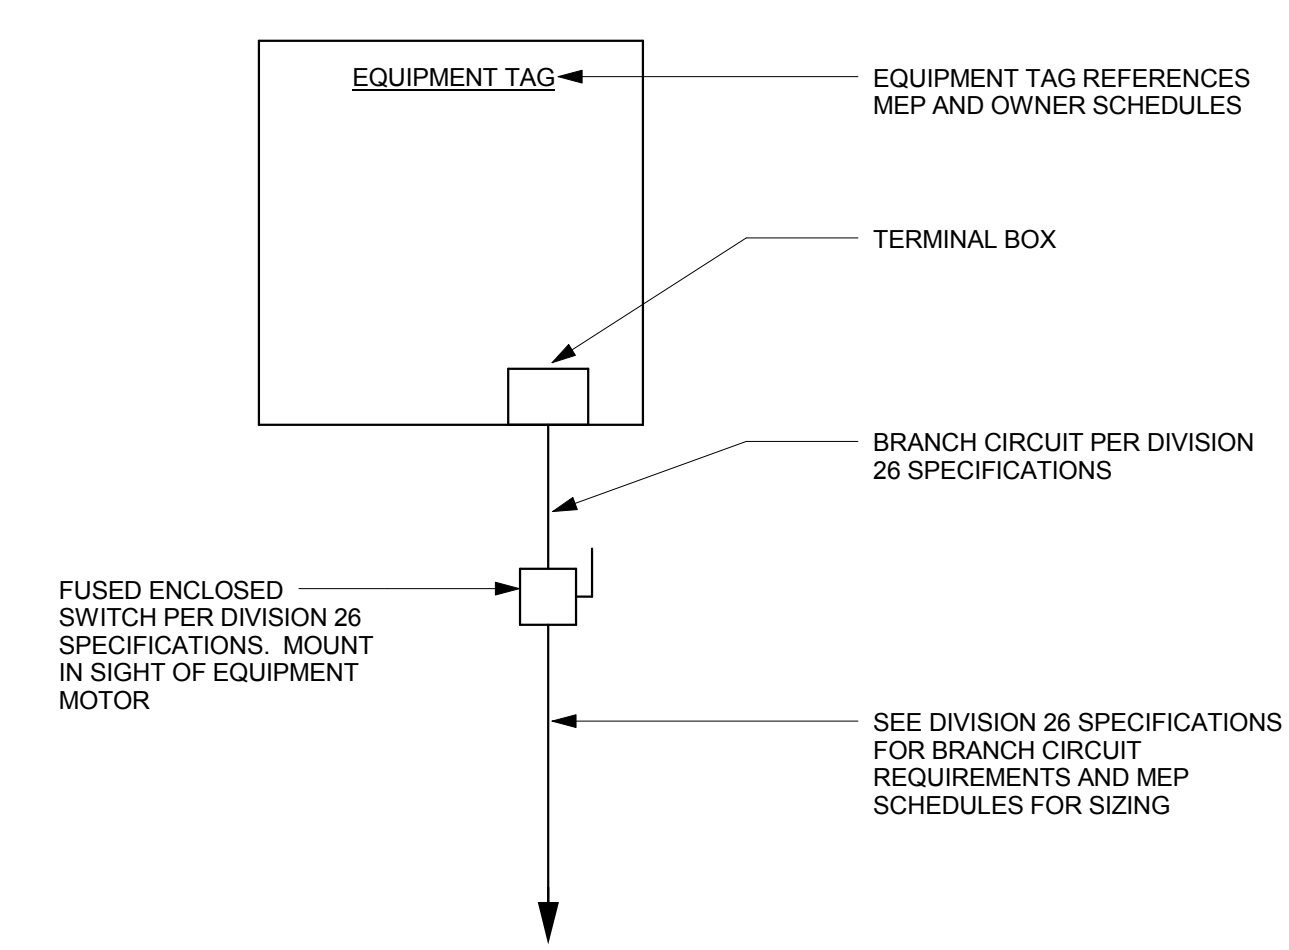 EQUIPMENT TAG
EQUIPMENT TAG REFERENCES
MEP AND OWNER SCHEDULES
TERMINAL BOX
BRANCH CIRCUIT PER DIVISION
26 SPECIFICATIONS
FUSED ENCLOSED
SWITCH PER DIVISION 26
SPECIFICATIONS.  MOUNT
IN SIGHT OF EQUIPMENT
MOTOR
SEE DIVISION 26 SPECIFICATIONS
FOR BRANCH CIRCUIT
REQUIREMENTS AND MEP
SCHEDULES FOR SIZING